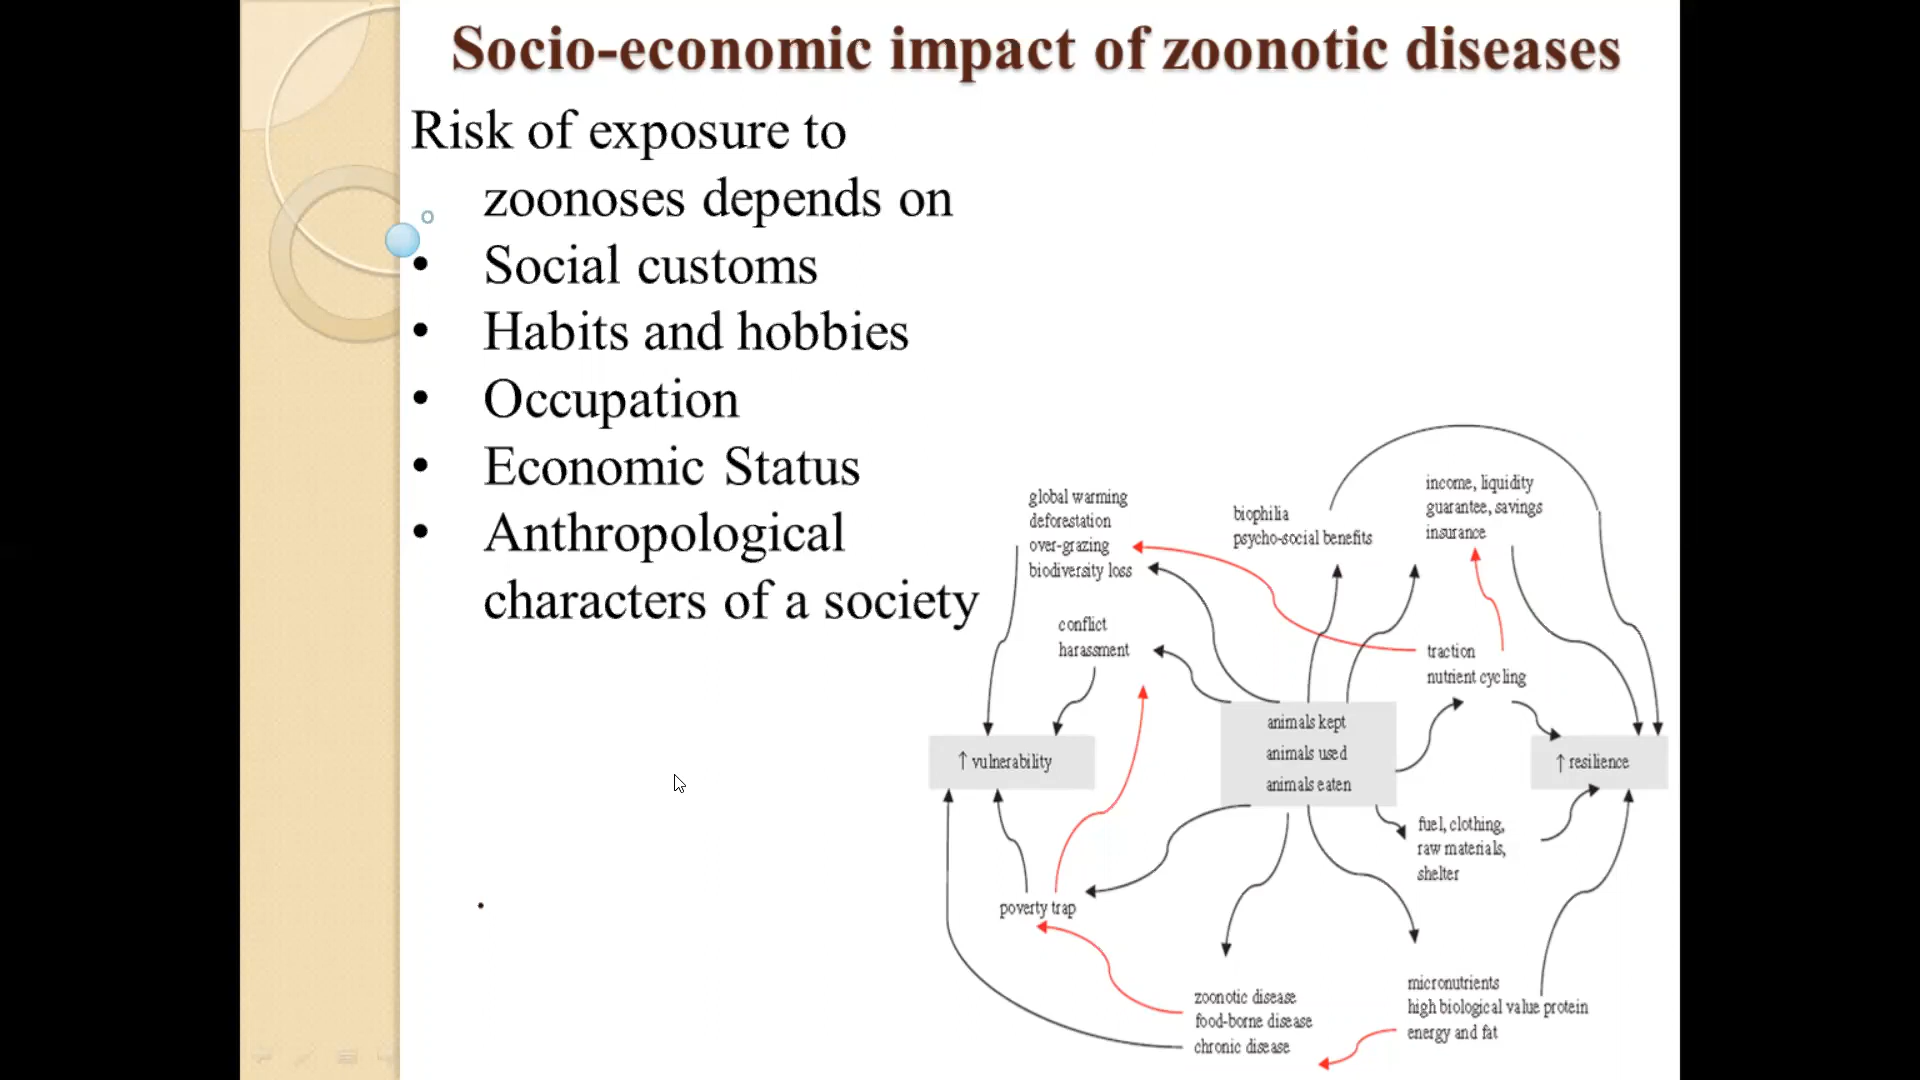 Socio-economic impact of zoonotic diseases
Risk of exposure to
zoonoses depends on
• Social customs
• Habits and hobbies
• Occupation
• Economic Status
• Anthropological
characters of a society
global warming
deforestation
over-grazing
biodiversity loss
biophilia
psycho-social benefits
income, liquidity
guarantee, savings
insurance
conflict
harassment
traction
nutrient cycling
↑ vulnerability
animals kept
animals used
animals eaten
↑ resilience
fuel, clothing,
raw materials,
shelter
poverty trap
zoonotic disease
food-borne disease
chronic disease
micronutrients
high biological value protein
energy and fat